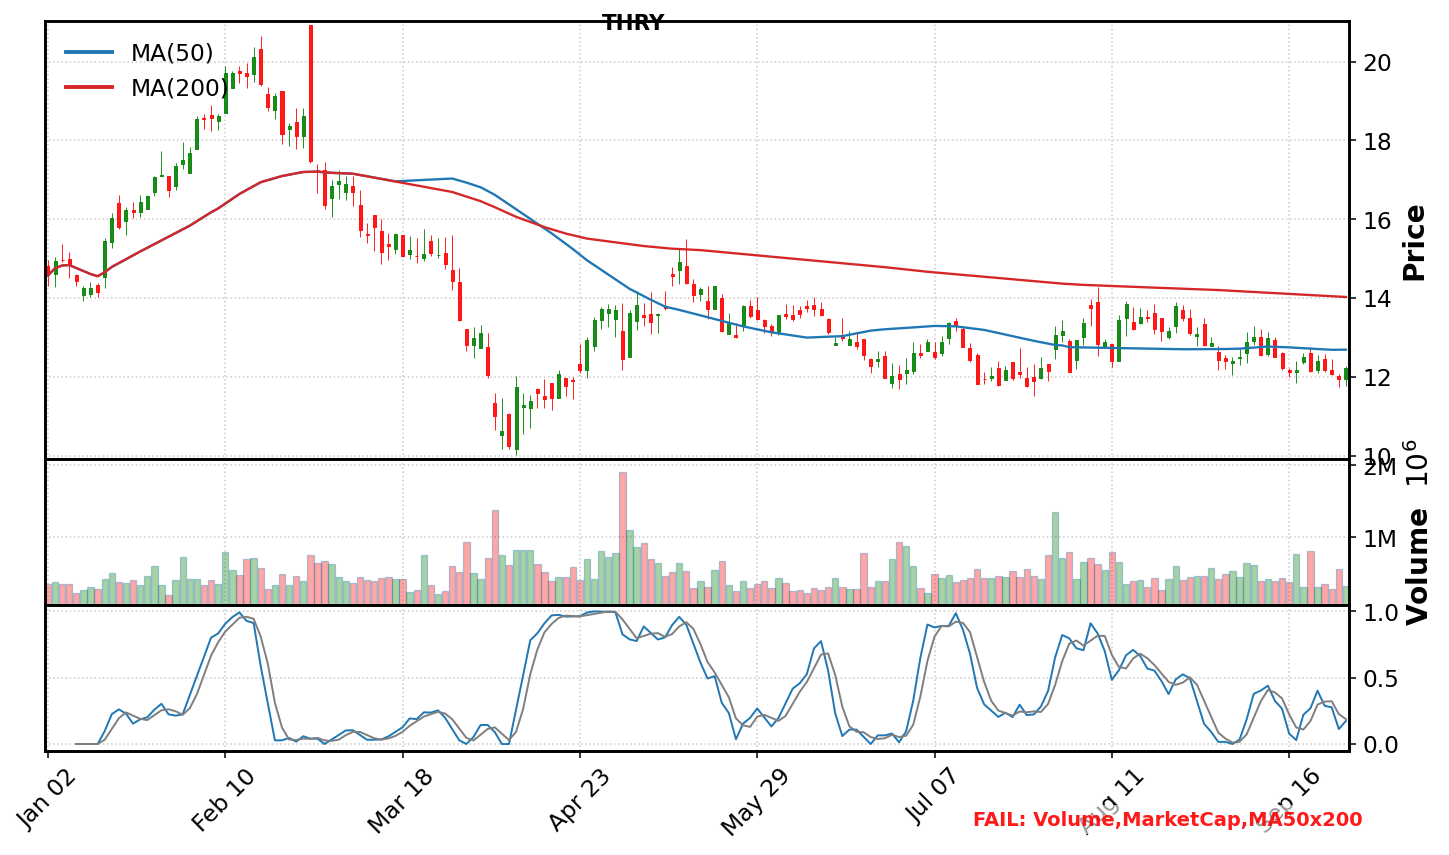 THRY
MA(50)
MA(200)
20
18
16
14
12
10
Price
2M
1M
Volume 10^6
1.0
0.5
0.0
Jan 02
Feb 10
Mar 18
Apr 23
May 29
Jul 07
Aug 11
Sep 16
FAIL: Volume,MarketCap,MA50x200